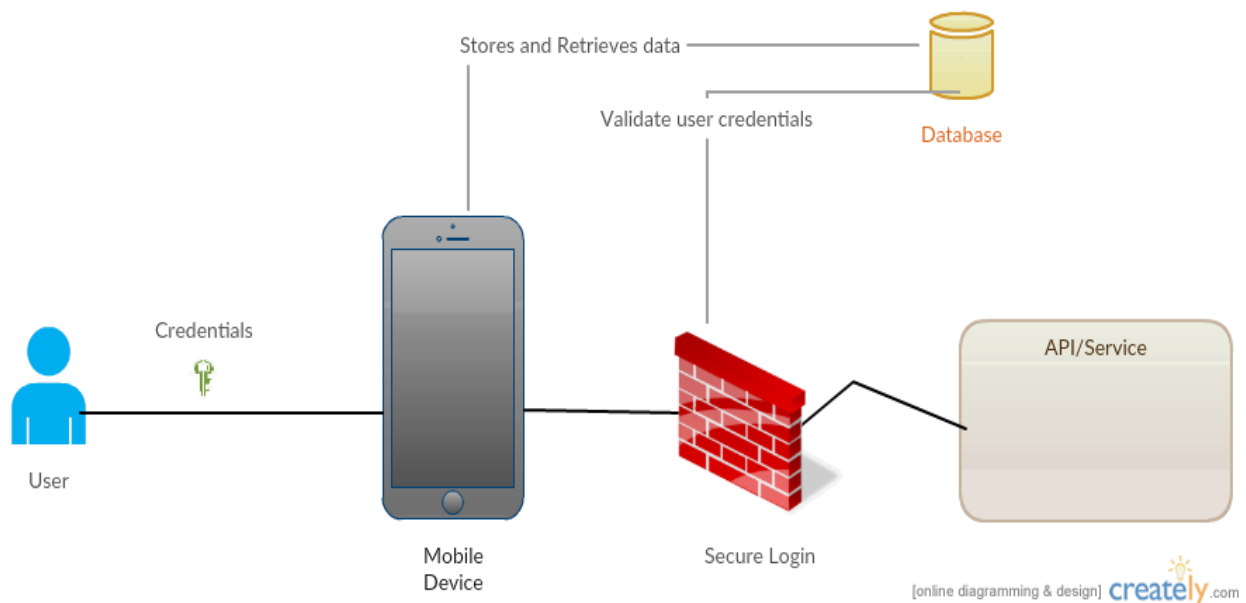 Stores and Retrieves data
Validate user credentials
Database
Credentials
API/Service
User
Mobile
Device
Secure Login
[online diagramming & design] creately.com